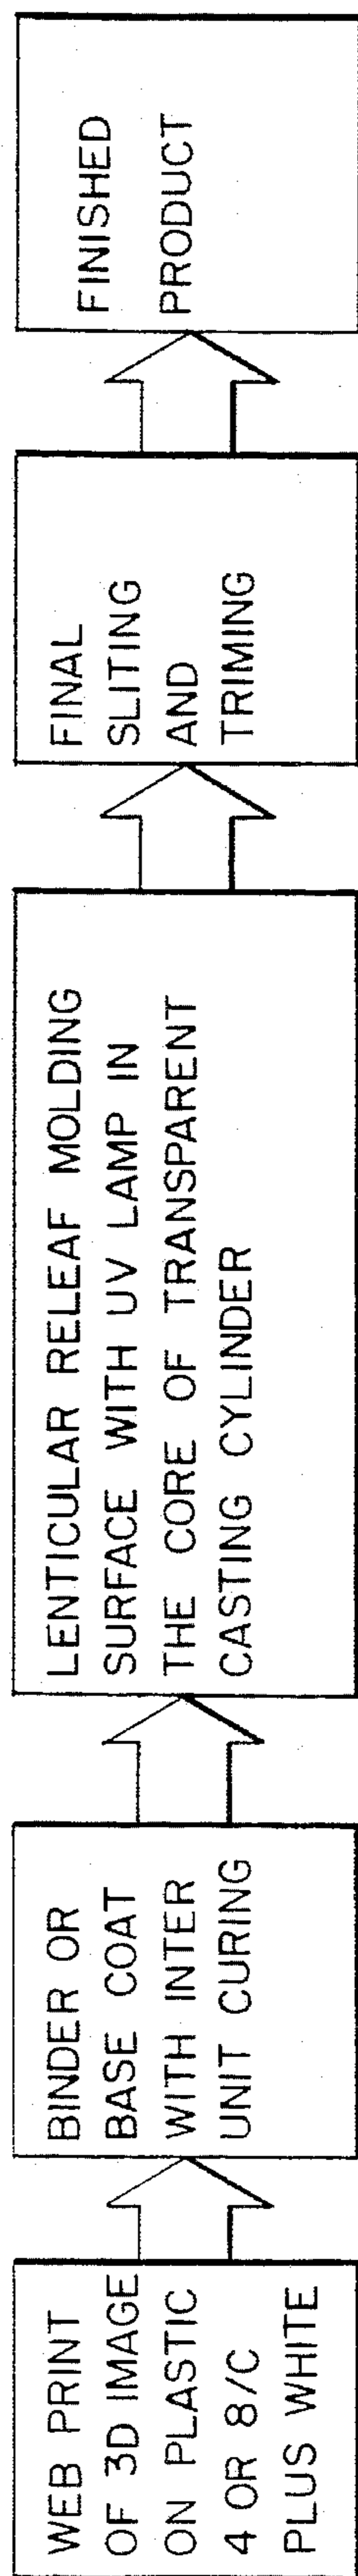 WEB PRINT
OF 3D IMAGE
ON PLASTIC
4 OR 8/C
PLUS WHITE
BINDER OR
BASE COAT
WITH INTER
UNIT CURING
LENTICULAR RELEAF MOLDING
SURFACE WITH UV LAMP IN
THE CORE OF TRANSPARENT
CASTING CYLINDER
FINAL
SLITING
AND
TRIMING
FINISHED
PRODUCT